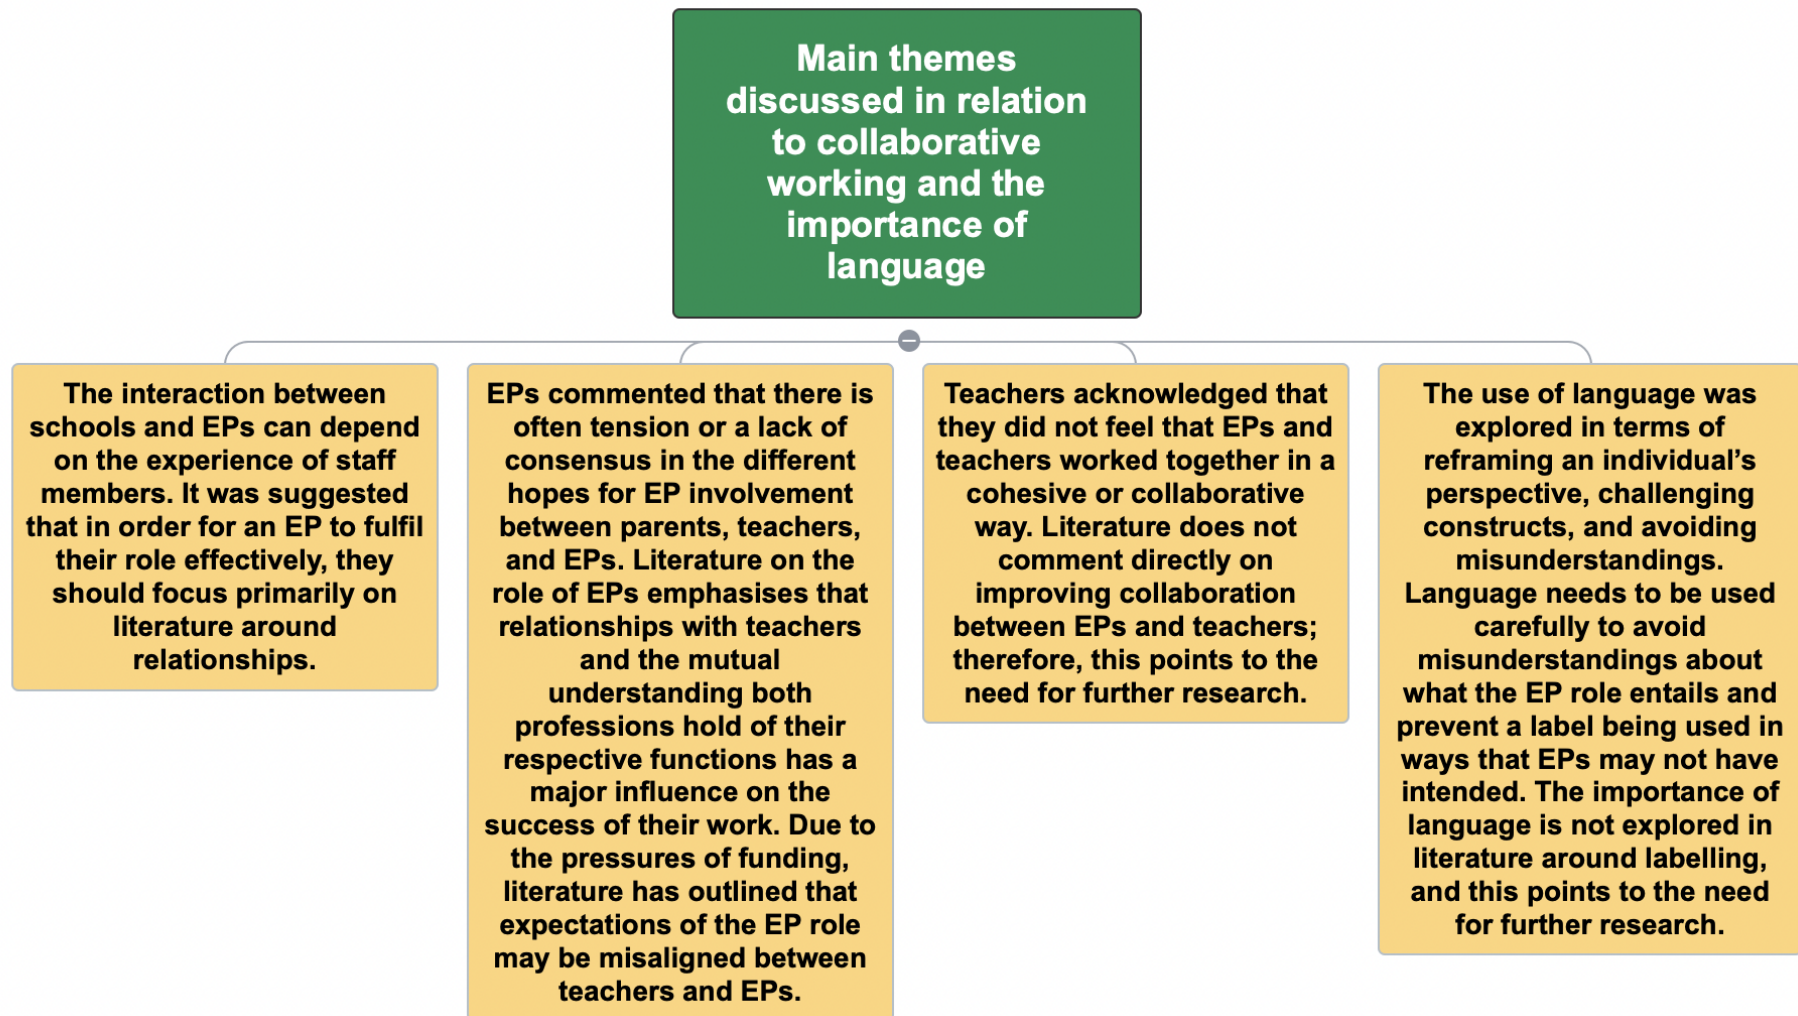 Main themes
discussed in relation
to collaborative
working and the
importance of
language
The interaction between
schools and EPs can depend
on the experience of staff
members. It was suggested
that in order for an EP to fulfil
their role effectively, they
should focus primarily on
literature around
relationships.
EPs commented that there is
often tension or a lack of
consensus in the different
hopes for EP involvement
between parents, teachers,
and EPs. Literature on the
role of EPs emphasises that
relationships with teachers
and the mutual
understanding both
professions hold of their
respective functions has a
major influence on the
success of their work. Due to
the pressures of funding,
literature has outlined that
expectations of the EP role
may be misaligned between
teachers and EPs.
Teachers acknowledged that
they did not feel that EPs and
teachers worked together in a
cohesive or collaborative
way. Literature does not
comment directly on
improving collaboration
between EPs and teachers;
therefore, this points to the
need for further research.
The use of language was
explored in terms of
reframing an individual’s
perspective, challenging
constructs, and avoiding
misunderstandings.
Language needs to be used
carefully to avoid
misunderstandings about
what the EP role entails and
prevent a label being used in
ways that EPs may not have
intended. The importance of
language is not explored in
literature around labelling,
and this points to the need
for further research.